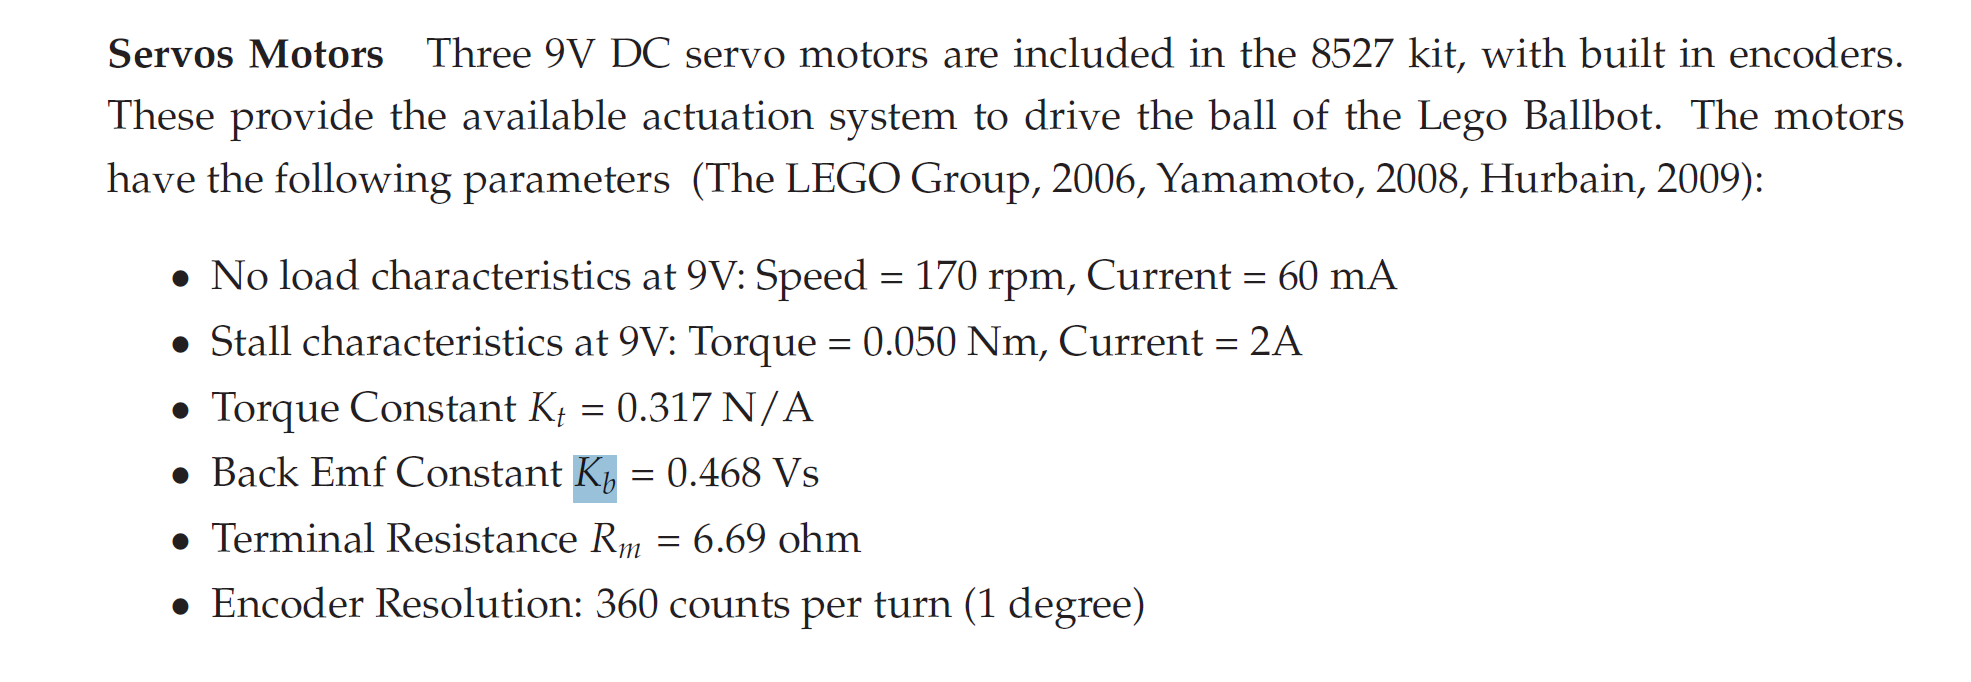 Servos Motors Three 9V DC servo motors are included in the 8527 kit, with built in encoders.
These provide the available actuation system to drive the ball of the Lego Ballbot. The motors
have the following parameters (The LEGO Group, 2006, Yamamoto, 2008, Hurbain, 2009):
• No load characteristics at 9V: Speed = 170 rpm, Current = 60 mA
• Stall characteristics at 9V: Torque = 0.050 Nm, Current = 2A
• Torque Constant Kt = 0.317 N/A
• Back Emf Constant Kb = 0.468 Vs
• Terminal Resistance Rm = 6.69 ohm
• Encoder Resolution: 360 counts per turn (1 degree)